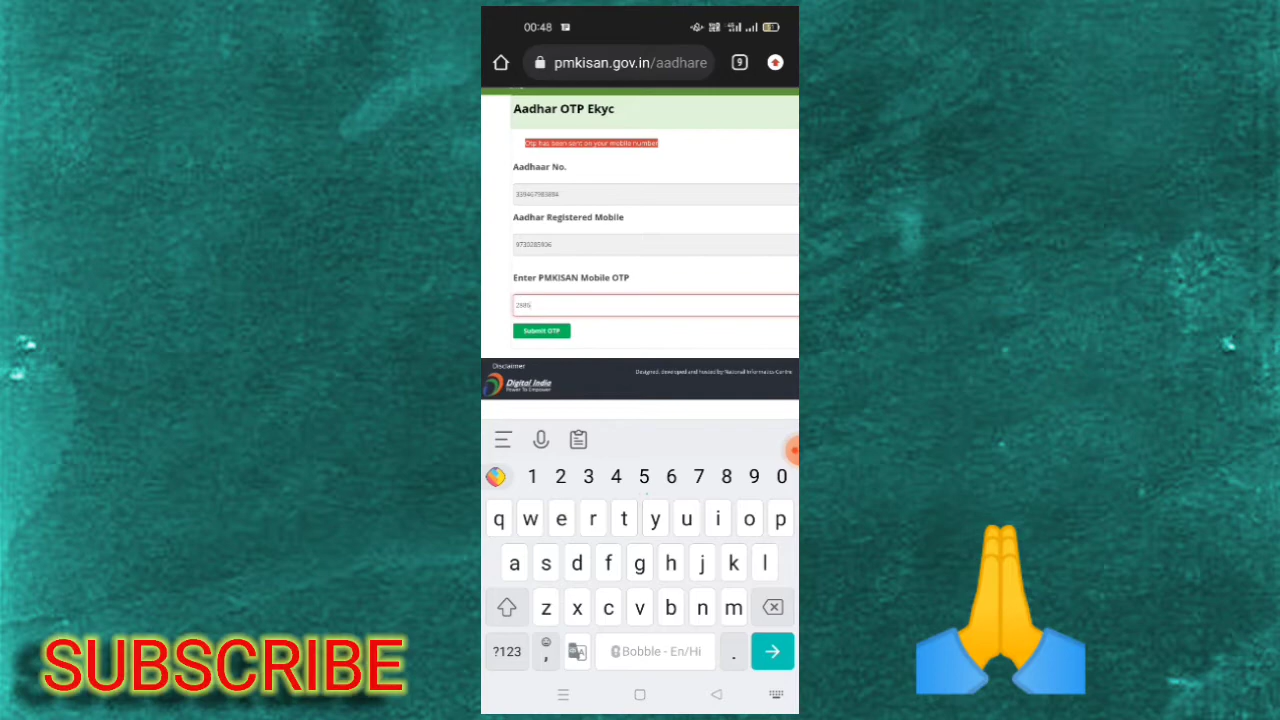 00:48
pmkisan.gov.in/aadhare
9
Aadhar OTP Ekyc
Otp has been sent on your mobile number
Aadhaar No.
Aadhar Registered Mobile
Enter PMKISAN Mobile OTP
Submit OTP
Disclaimer
Designed, developed and hosted by National Informatics Centre
Digital India
Power To Empower
1 2 3 4 5 6 7 8 9 0
q w e r t y u i o p
a s d f g h j k l
z x c v b n m
?123 , Bobble - En/Hi .
SUBSCRIBE